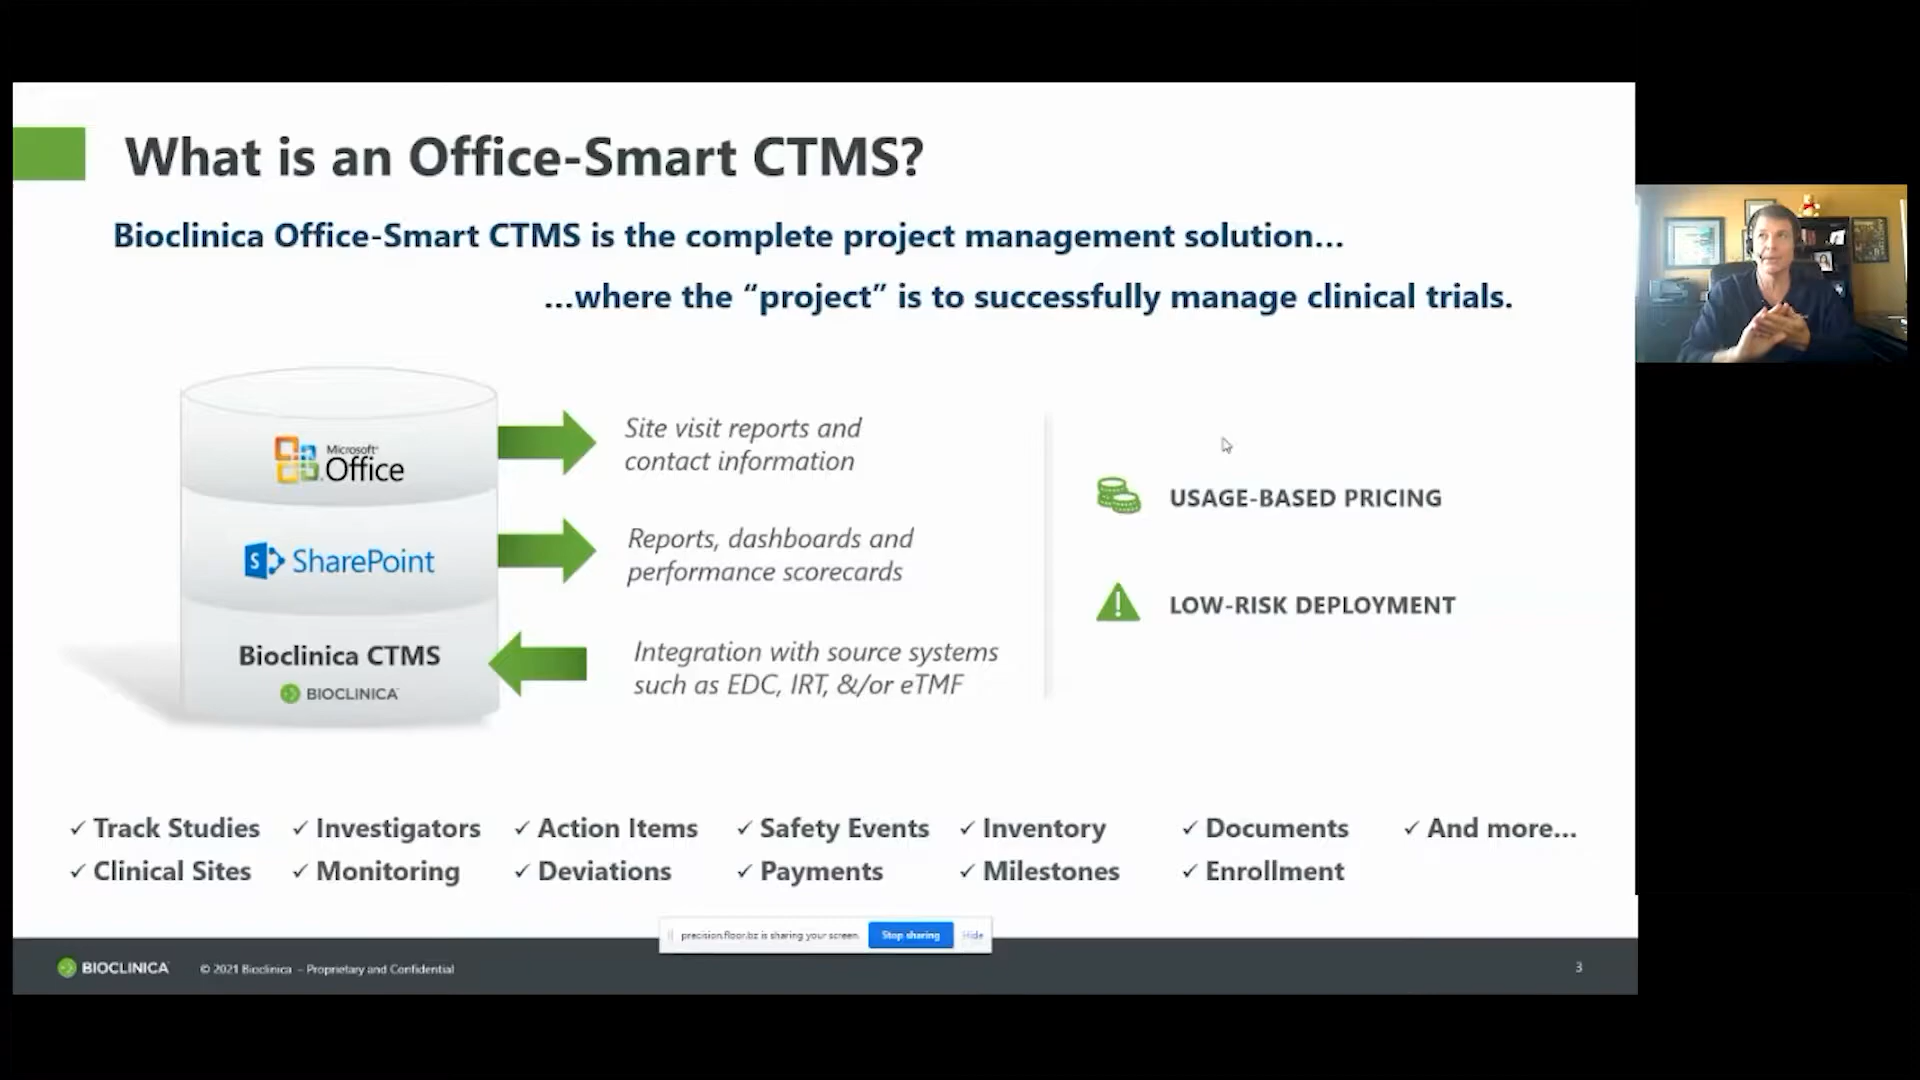 What is an Office-Smart CTMS?
Bioclinica Office-Smart CTMS is the complete project management solution...
...where the “project” is to successfully manage clinical trials.
Microsoft®
Office
Site visit reports and
contact information
S SharePoint
Reports, dashboards and
performance scorecards
Bioclinica CTMS
BIOCLINICA
Integration with source systems
such as EDC, IRT, &/or eTMF
USAGE-BASED PRICING
! LOW-RISK DEPLOYMENT
✓ Track Studies ✓ Investigators ✓ Action Items ✓ Safety Events ✓ Inventory ✓ Documents ✓ And more...
✓ Clinical Sites ✓ Monitoring ✓ Deviations ✓ Payments ✓ Milestones ✓ Enrollment
precision.floor.bz is sharing your screen. Stop sharing Hide
BIOCLINICA © 2021 Bioclinica – Proprietary and Confidential 3